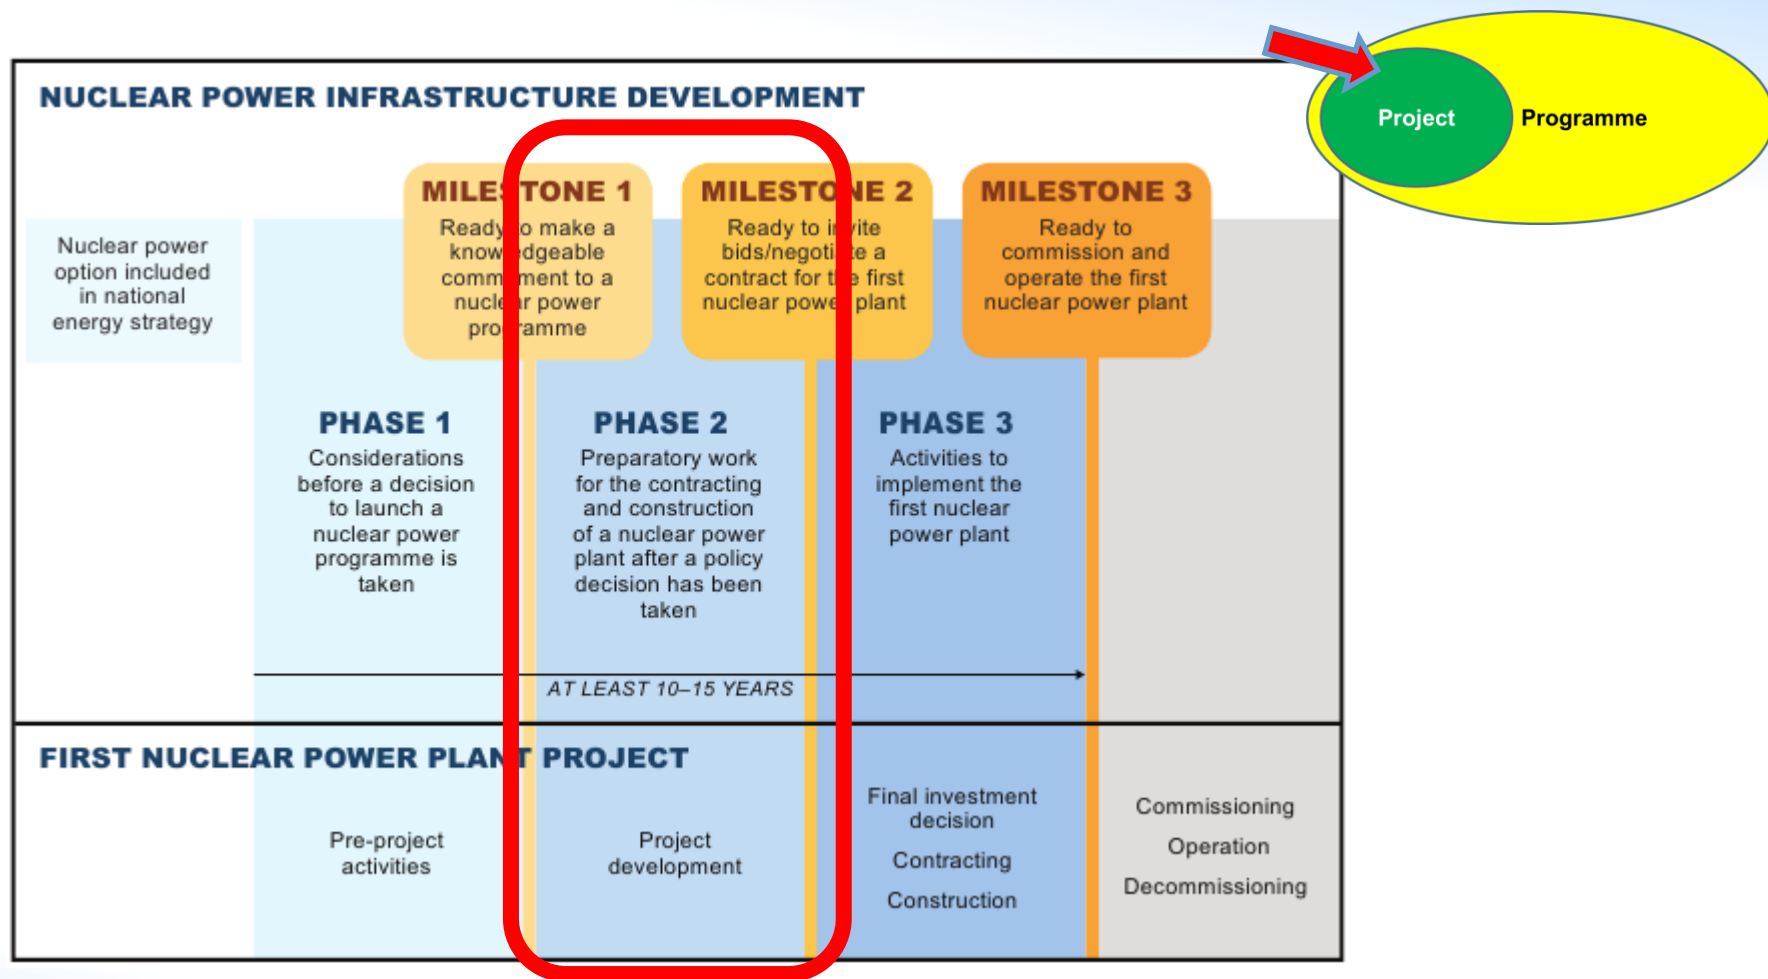 NUCLEAR POWER INFRASTRUCTURE DEVELOPMENT
Project
Programme
Nuclear power
option included
in national
energy strategy
MILESTONE 1
Ready to make a
knowledgeable
commitment to a
nuclear power
programme
MILESTONE 2
Ready to invite
bids/negotiate a
contract for the first
nuclear power plant
MILESTONE 3
Ready to
commission and
operate the first
nuclear power plant
PHASE 1
Considerations
before a decision
to launch a
nuclear power
programme is
taken
PHASE 2
Preparatory work
for the contracting
and construction
of a nuclear power
plant after a policy
decision has been
taken
PHASE 3
Activities to
implement the
first nuclear
power plant
AT LEAST 10–15 YEARS
FIRST NUCLEAR POWER PLANT PROJECT
Pre-project
activities
Project
development
Final investment
decision
Contracting
Construction
Commissioning
Operation
Decommissioning